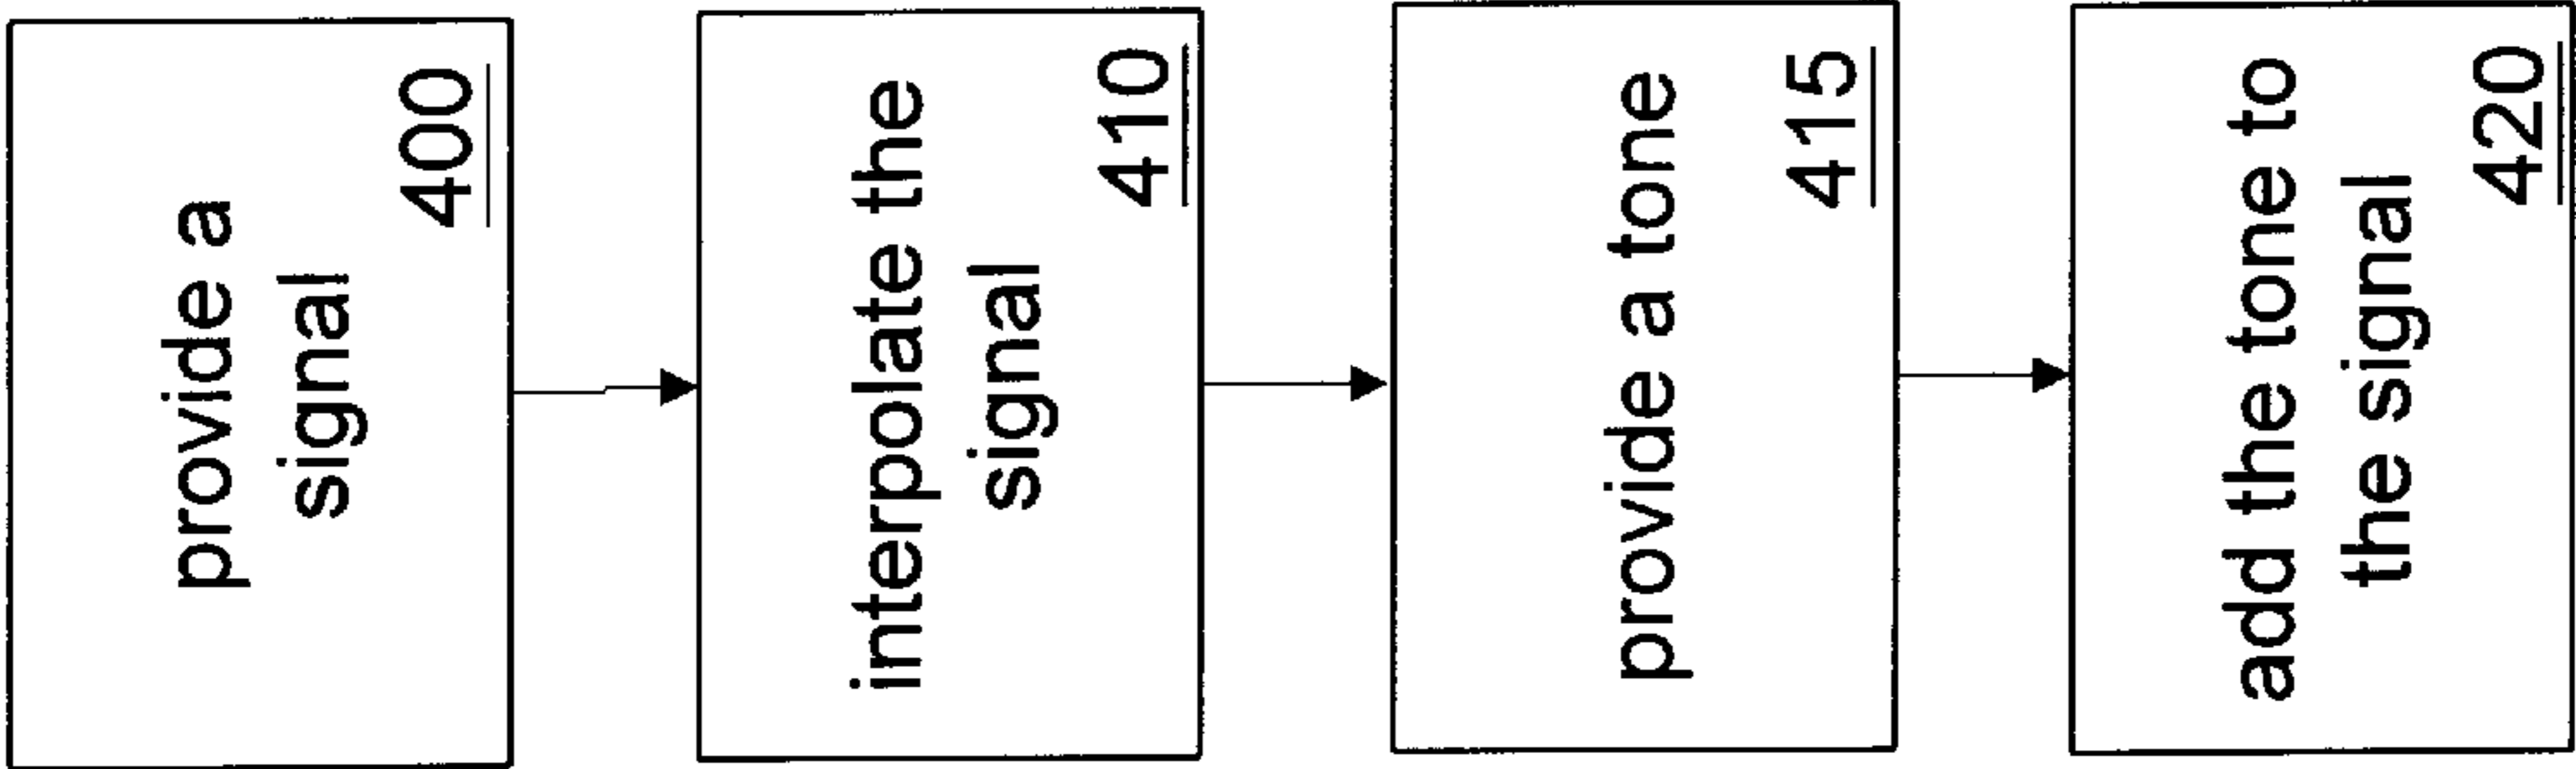 provide a
signal
400
interpolate the
signal
410
provide a tone
415
add the tone to
the signal
420